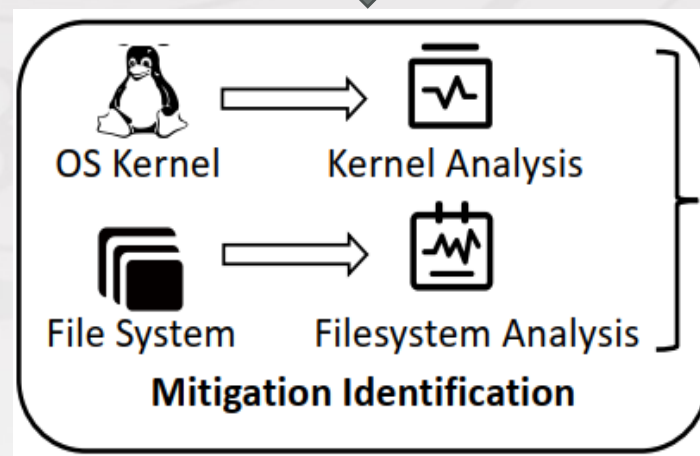 OS Kernel
Kernel Analysis
File System
Filesystem Analysis
Mitigation Identification